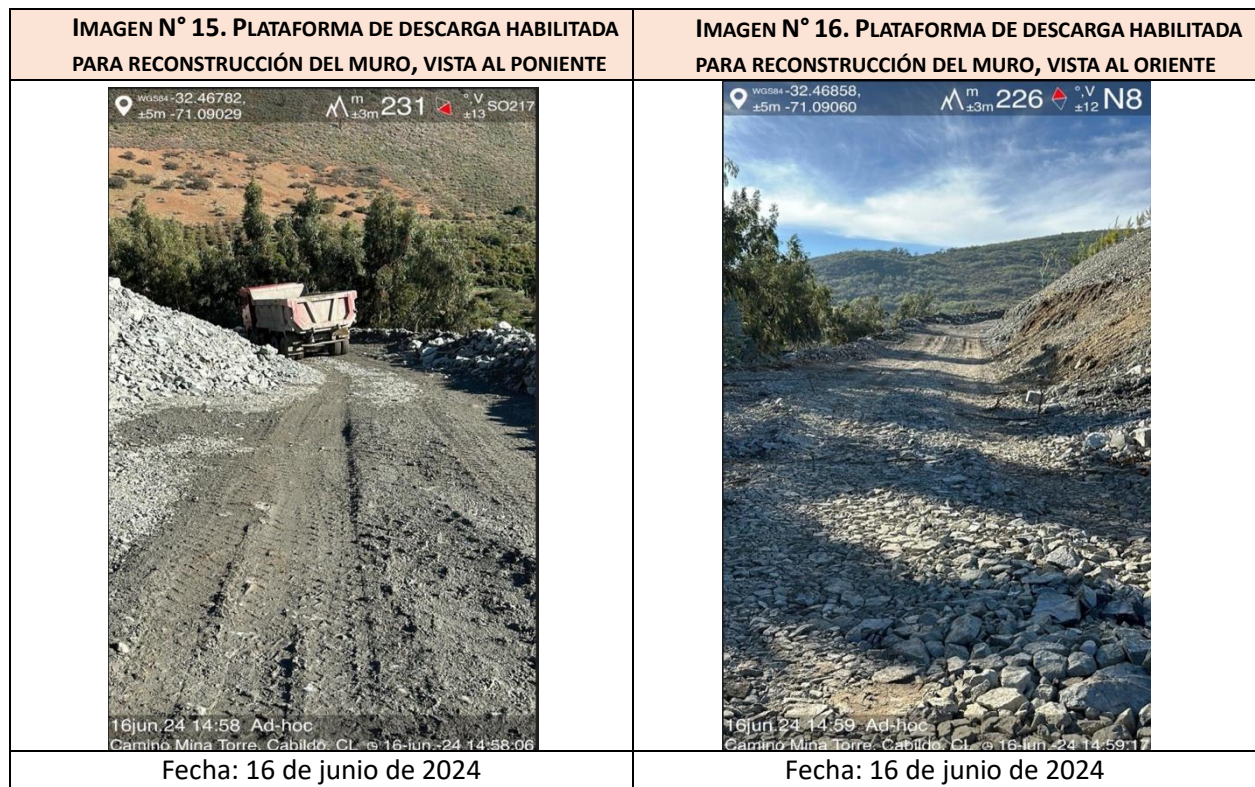 IMAGEN N° 15. PLATAFORMA DE DESCARGA HABILITADA
PARA RECONSTRUCCIÓN DEL MURO, VISTA AL PONIENTE
IMAGEN N° 16. PLATAFORMA DE DESCARGA HABILITADA
PARA RECONSTRUCCIÓN DEL MURO, VISTA AL ORIENTE
WGS84 -32.46782,
±5m -71.09029
m
±3m 231
°,V
±13 SO217
16jun.24 14:58 Ad-hoc
Camino Mina Torre, Cabildo, CL 16-jun.-24 14:58:06
WGS84 -32.46858,
±5m -71.09060
m
±3m 226
°,V
±12 N8
16jun.24 14:59 Ad-hoc
Camino Mina Torre, Cabildo, CL 16-jun.-24 14:59:17
Fecha: 16 de junio de 2024
Fecha: 16 de junio de 2024